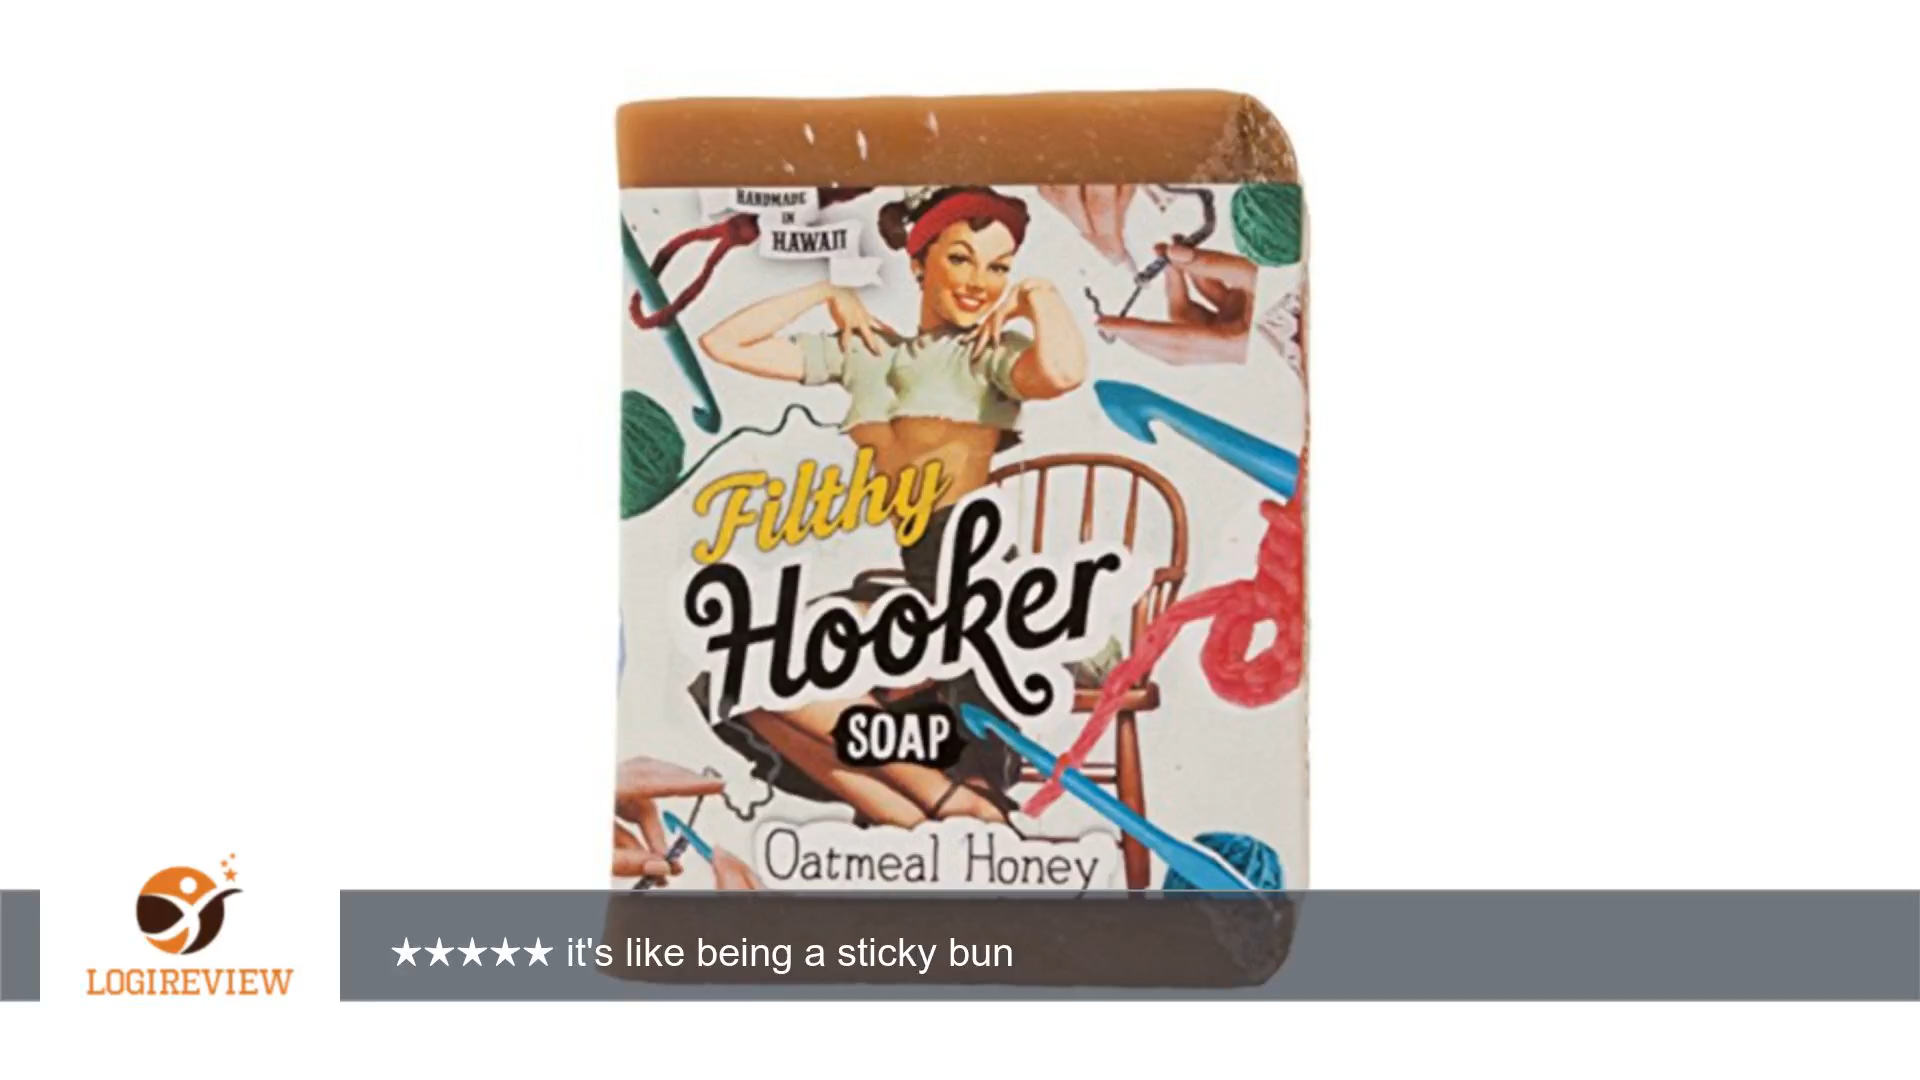 HANDMADE
IN
HAWAII
Filthy
Hooker
SOAP
Oatmeal Honey
★★★★★ it's like being a sticky bun
LOGIREVIEW